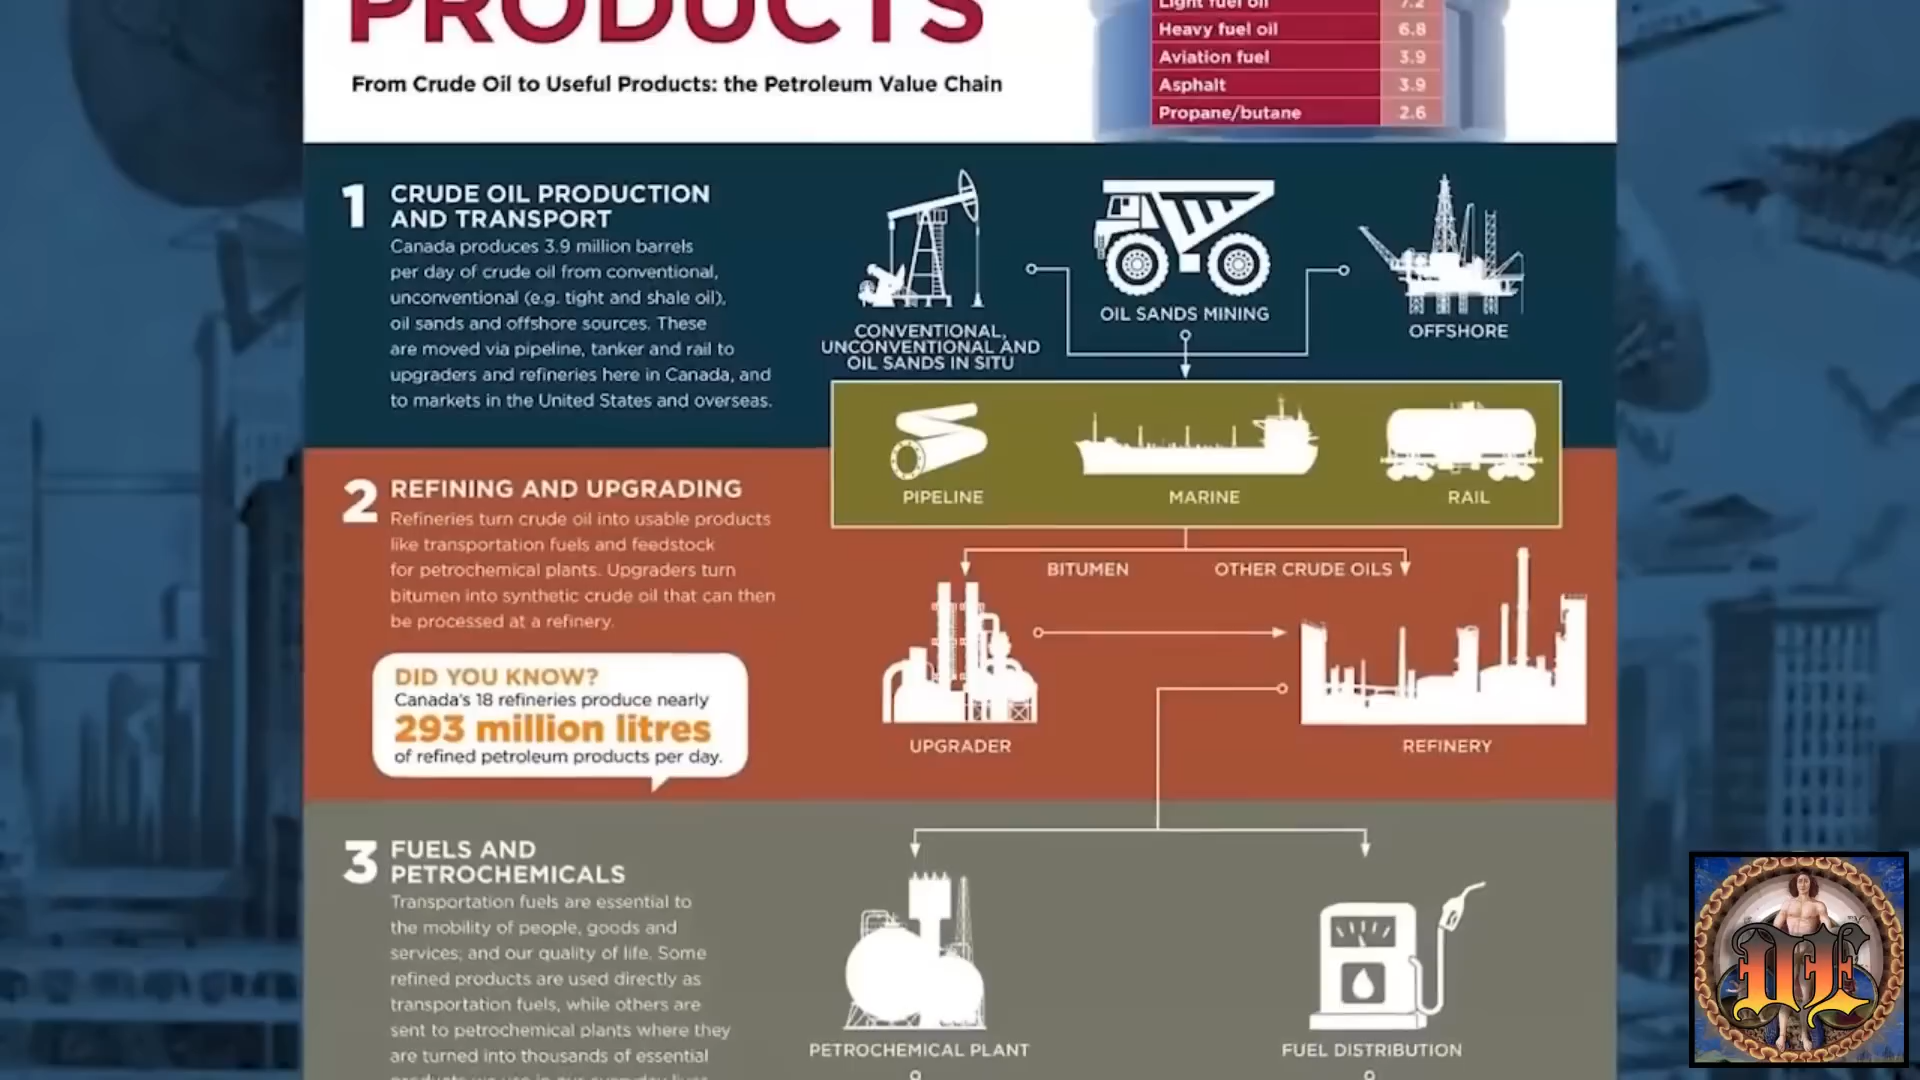 PRODUCTS
From Crude Oil to Useful Products: the Petroleum Value Chain
Light fuel oil 7.2
Heavy fuel oil 6.8
Aviation fuel 3.9
Asphalt 3.9
Propane/butane 2.6
1 CRUDE OIL PRODUCTION
AND TRANSPORT
Canada produces 3.9 million barrels
per day of crude oil from conventional,
unconventional (e.g. tight and shale oil),
oil sands and offshore sources. These
are moved via pipeline, tanker and rail to
upgraders and refineries here in Canada, and
to markets in the United States and overseas.
CONVENTIONAL,
UNCONVENTIONAL AND
OIL SANDS IN SITU
OIL SANDS MINING
OFFSHORE
PIPELINE
MARINE
RAIL
2 REFINING AND UPGRADING
Refineries turn crude oil into usable products
like transportation fuels and feedstock
for petrochemical plants. Upgraders turn
bitumen into synthetic crude oil that can then
be processed at a refinery.
DID YOU KNOW?
Canada's 18 refineries produce nearly
293 million litres
of refined petroleum products per day.
BITUMEN
OTHER CRUDE OILS
UPGRADER
REFINERY
3 FUELS AND
PETROCHEMICALS
Transportation fuels are essential to
the mobility of people, goods and
services; and our quality of life. Some
refined products are used directly as
transportation fuels, while others are
sent to petrochemical plants where they
are turned into thousands of essential
PETROCHEMICAL PLANT
FUEL DISTRIBUTION